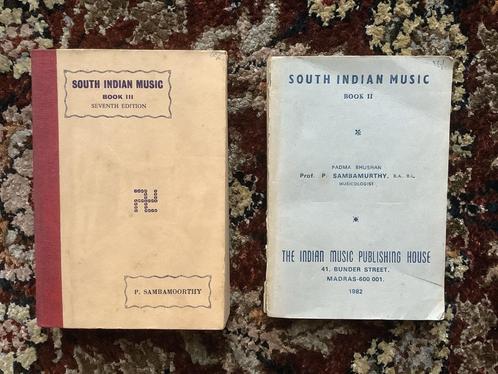 SOUTH INDIAN MUSIC
BOOK III
SEVENTH EDITION
P. SAMBAMOORTHY
SOUTH INDIAN MUSIC
BOOK II
PADMA BHUSHAN
Prof. P. SAMBAMURTHY, B.A., B.L.,
MUSICOLOGIST
THE INDIAN MUSIC PUBLISHING HOUSE
41, BUNDER STREET,
MADRAS-600 001.
1982